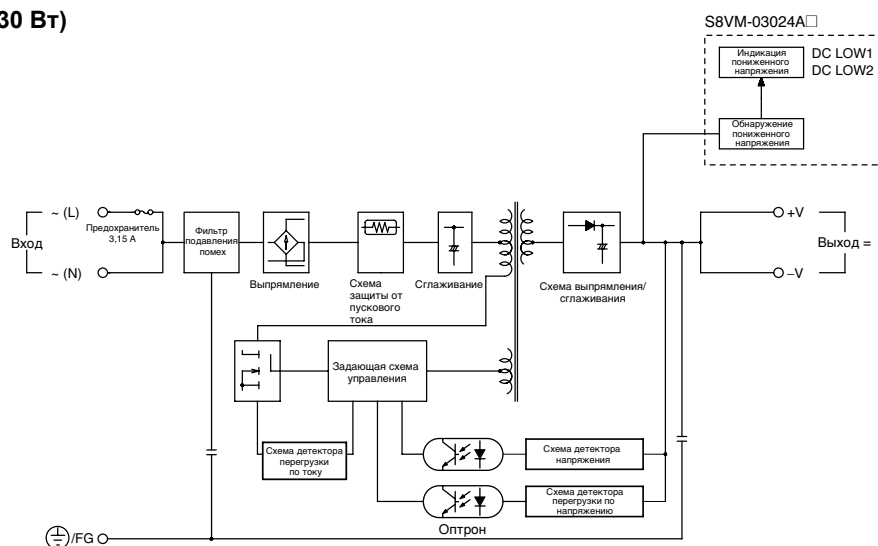 30 Вт)
S8VM-03024A□
Индикация
пониженного
напряжения
DC LOW1
DC LOW2
Обнаружение
пониженного
напряжения
Вход
~ (L)
~ (N)
Предохранитель
3,15 А
Фильтр
подавления
помех
Выпрямление
Схема
защиты от
пускового
тока
Сглаживание
Схема выпрямления/
сглаживания
+V
–V
Выход =
Задающая схема
управления
Схема детектора
перегрузки
по току
Схема детектора
напряжения
Схема детектора
перегрузки по
напряжению
Оптрон
/FG